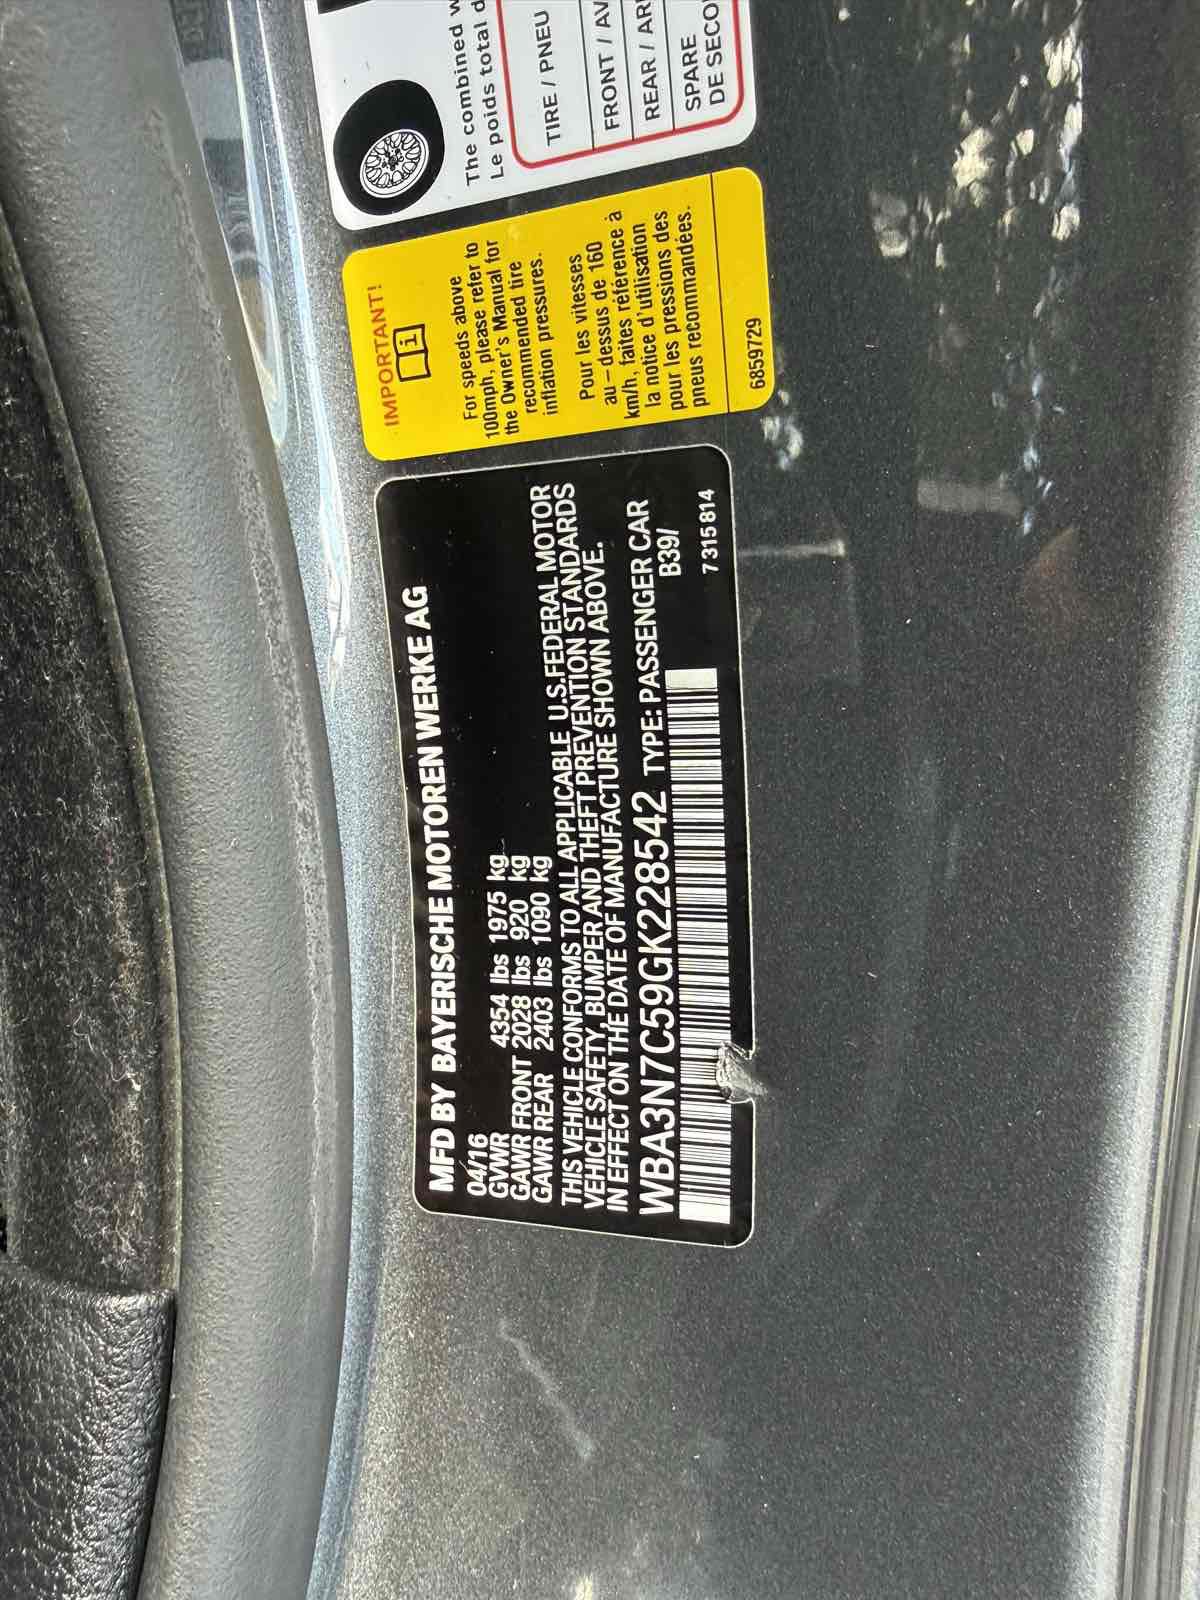 The combined w
Le poids total d
TIRE / PNEU
FRONT / AV
REAR / AR
SPARE
DE SECO
IMPORTANT!
For speeds above
100mph, please refer to
the Owner's Manual for
recommended tire
inflation pressures.
Pour les vitesses
au-dessus de 160
km/h, faites référence à
la notice d'utilisation
pour les pressions des
pneus recommandées.
6859729
MFD BY BAYERISCHE MOTOREN WERKE AG
04/16
GVWR 4354 lbs 1975 kg
GAWR FRONT 2028 lbs 920 kg
GAWR REAR 2403 lbs 1090 kg
THIS VEHICLE CONFORMS TO ALL APPLICABLE U.S.FEDERAL MOTOR
VEHICLE SAFETY, BUMPER AND THEFT PREVENTION STANDARDS
IN EFFECT ON THE DATE OF MANUFACTURE SHOWN ABOVE.
WBA3N7C59GK228542 TYPE: PASSENGER CAR
B39/
7315814